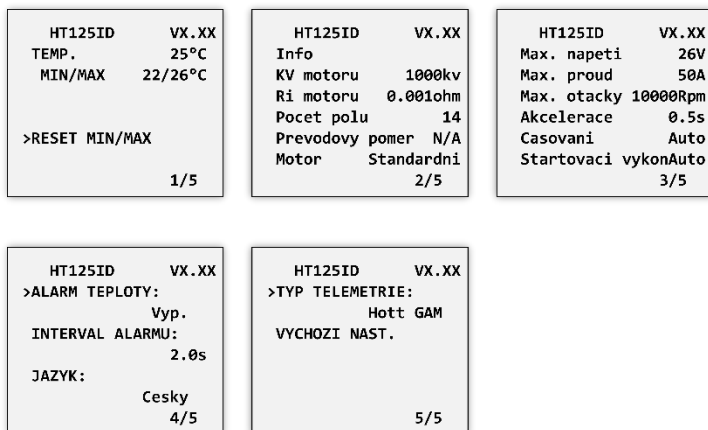 HT125ID VX.XX
TEMP. 25°C
MIN/MAX 22/26°C
>RESET MIN/MAX
1/5
HT125ID VX.XX
Info
KV motoru 1000kv
Ri motoru 0.001ohm
Pocet polu 14
Prevodovy pomer N/A
Motor Standardni
2/5
HT125ID VX.XX
Max. napeti 26V
Max. proud 50A
Max. otacky 10000Rpm
Akcelerace 0.5s
Casovani Auto
Startovaci vykonAuto
3/5
HT125ID VX.XX
>ALARM TEPLOTY:
Vyp.
INTERVAL ALARMU:
2.0s
JAZYK:
Cesky
4/5
HT125ID VX.XX
>TYP TELEMETRIE:
Hott GAM
VYCHOZI NAST.
5/5